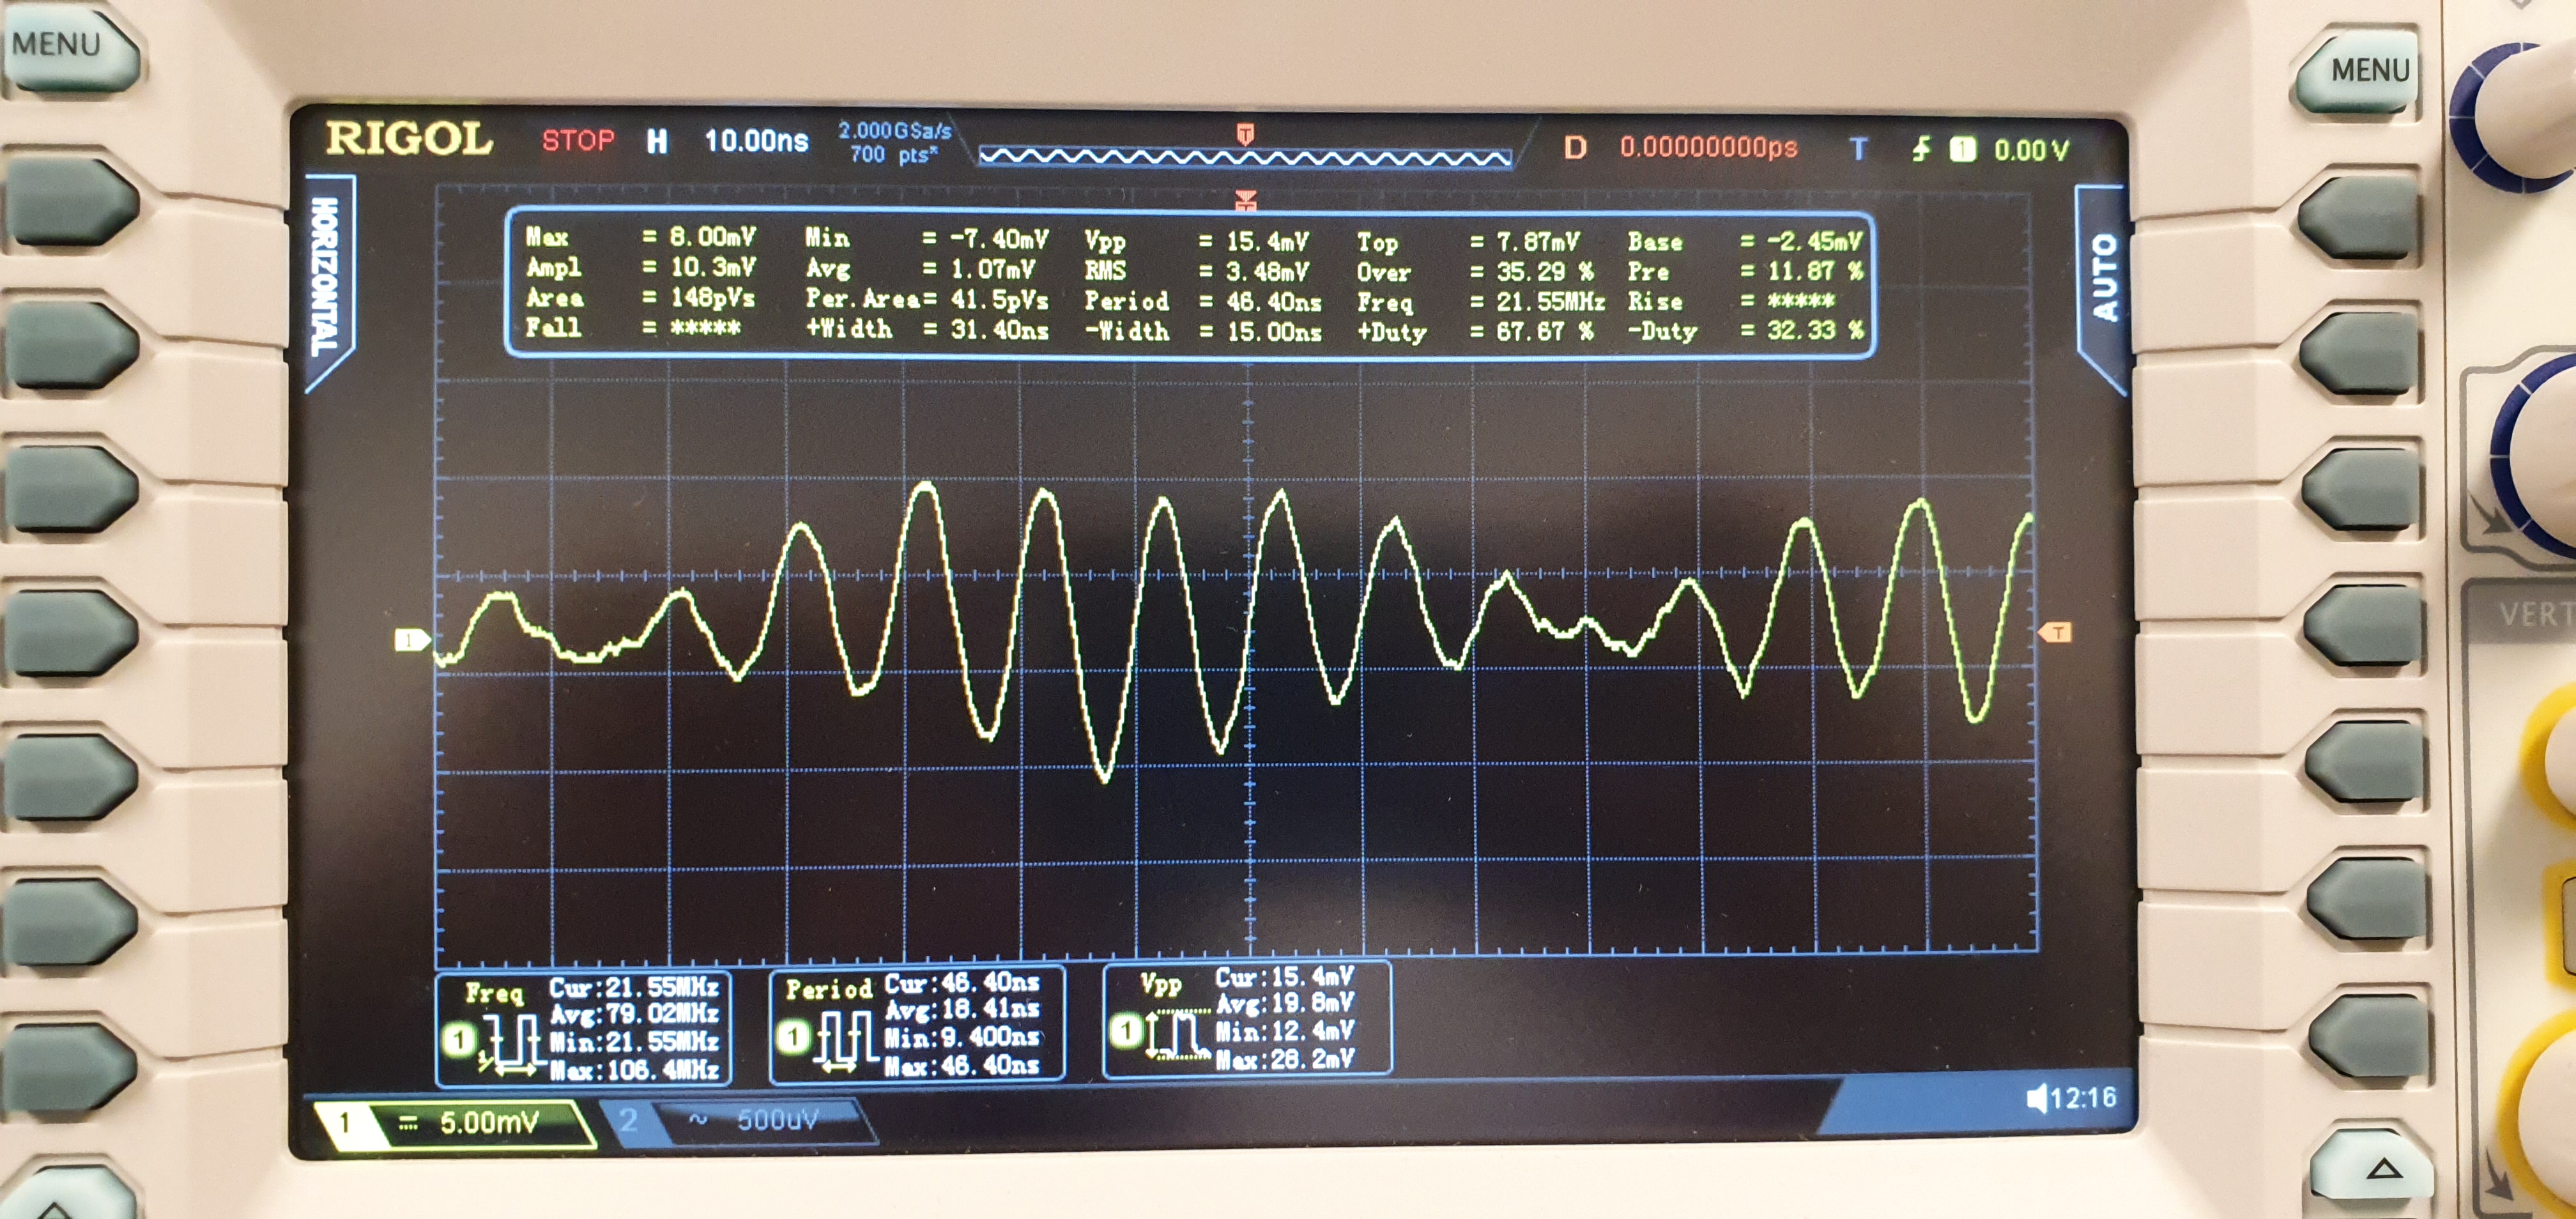 MENU
MENU
RIGOL STOP H 10.00ns 2.000GSa/s D 0.00000000ps T 1 0.00 V
700 pts*
T
HORIZONTAL
AUTO
Max = 8.00mV Min = -7.40mV Vpp = 15.4mV Top = 7.87mV Base = -2.45mV
Ampl = 10.3mV Avg = 1.07mV RMS = 3.48mV Over = 35.29 % Pre = 11.87 %
Area = 148pVs Per.Area= 41.5pVs Period = 46.40ns Freq = 21.55MHz Rise = *****
Fall = ***** +Width = 31.40ns -Width = 15.00ns +Duty = 67.67 % -Duty = 32.33 %
1
T
VERT
Freq Cur:21.55MHz Period Cur:46.40ns Vpp Cur:15.4mV
1 Avg:79.02MHz 1 Avg:18.41ns 1 Avg:19.8mV
Min:21.55MHz Min:9.400ns Min:12.4mV
Max:106.4MHz Max:46.40ns Max:28.2mV
1 5.00mV 2 ~ 500uV 12:16